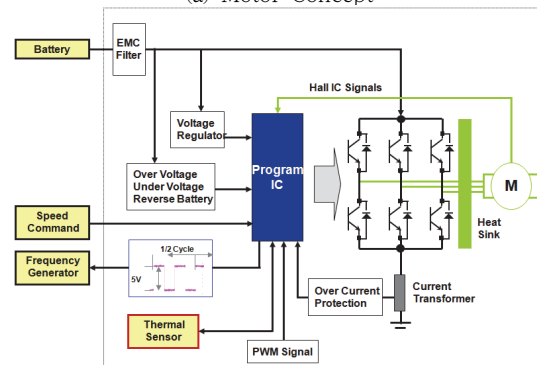 (a) Motor Concept
Battery
EMC
Filter
Hall IC Signals
Voltage
Regulator
Program
IC
Over Voltage
Under Voltage
Reverse Battery
M
Speed
Command
Heat
Sink
Frequency
Generator
1/2 Cycle
5V
Over Current
Protection
Current
Transformer
Thermal
Sensor
PWM Signal